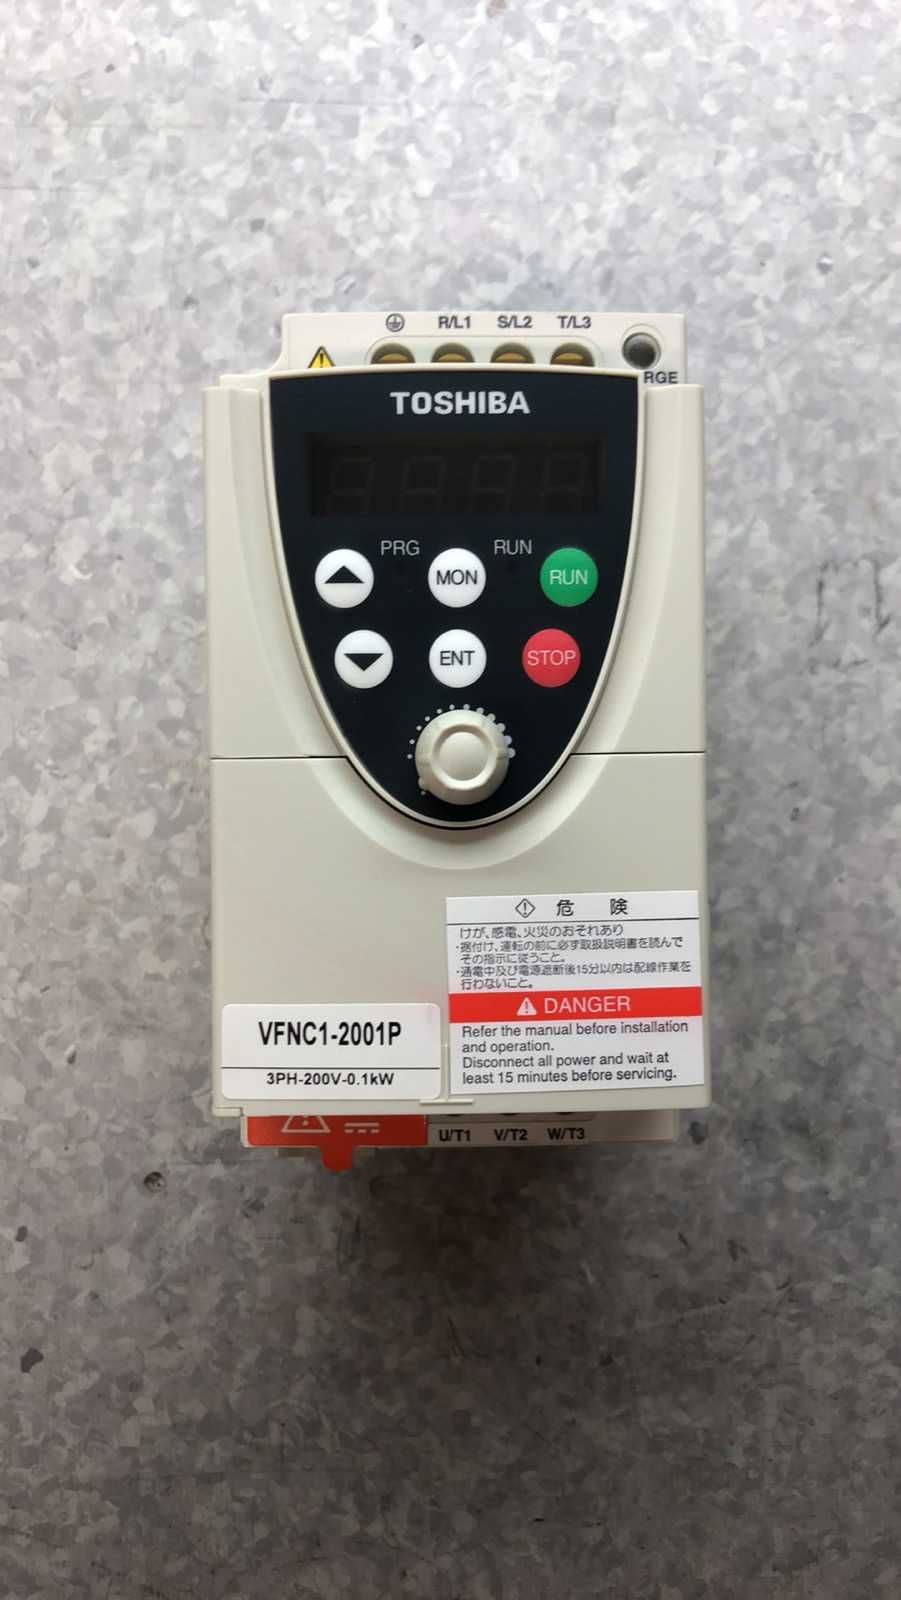 R/L1 S/L2 T/L3
RGE
TOSHIBA
PRG RUN
MON RUN
ENT STOP
危 険
けが、感電、火災のおそれあり
・据付け、運転の前に必ず取扱説明書を読んで
その指示に従うこと。
・通電中及び電源遮断後15分以内は配線作業を
行わないこと。
DANGER
Refer the manual before installation
and operation.
Disconnect all power and wait at
least 15 minutes before servicing.
VFNC1-2001P
3PH-200V-0.1kW
U/T1 V/T2 W/T3